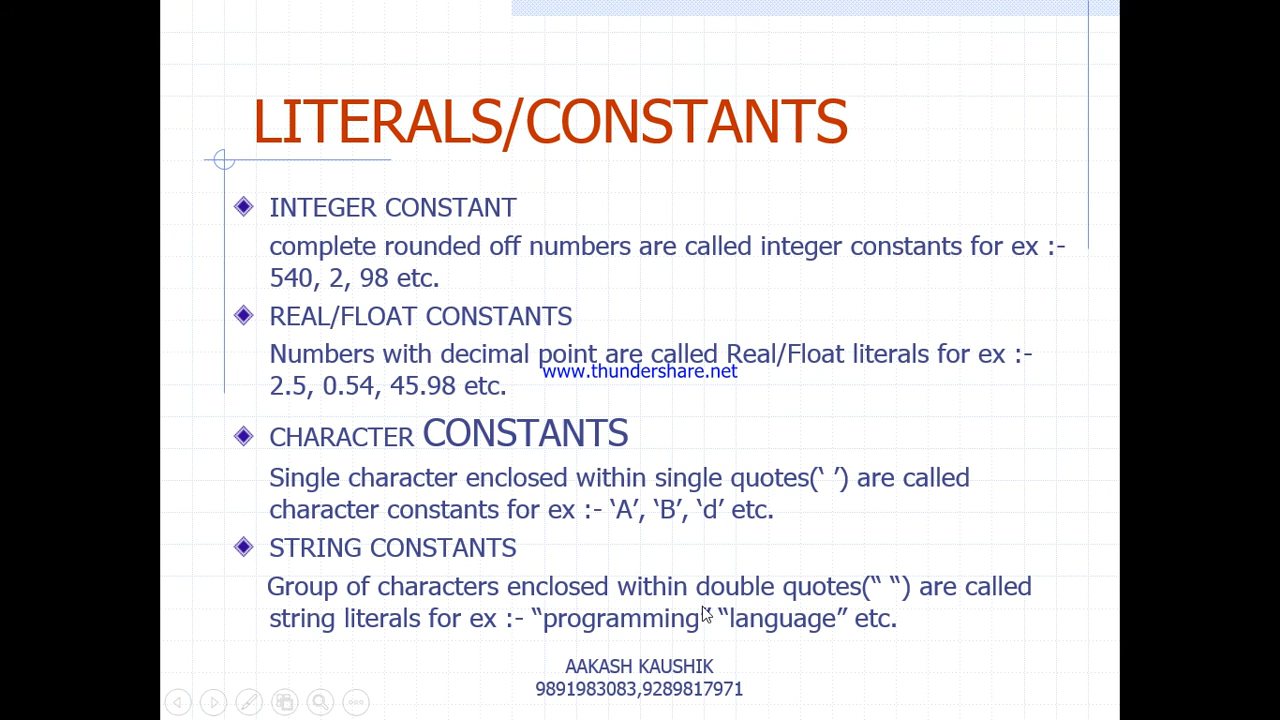 LITERALS/CONSTANTS
INTEGER CONSTANT
complete rounded off numbers are called integer constants for ex :-
540, 2, 98 etc.
REAL/FLOAT CONSTANTS
Numbers with decimal point are called Real/Float literals for ex :-
www.thundershare.net
2.5, 0.54, 45.98 etc.
CHARACTER CONSTANTS
Single character enclosed within single quotes(‘ ’) are called
character constants for ex :- ‘A’, ‘B’, ‘d’ etc.
STRING CONSTANTS
Group of characters enclosed within double quotes(“ “) are called
string literals for ex :- “programming” “language” etc.
AAKASH KAUSHIK
9891983083,9289817971